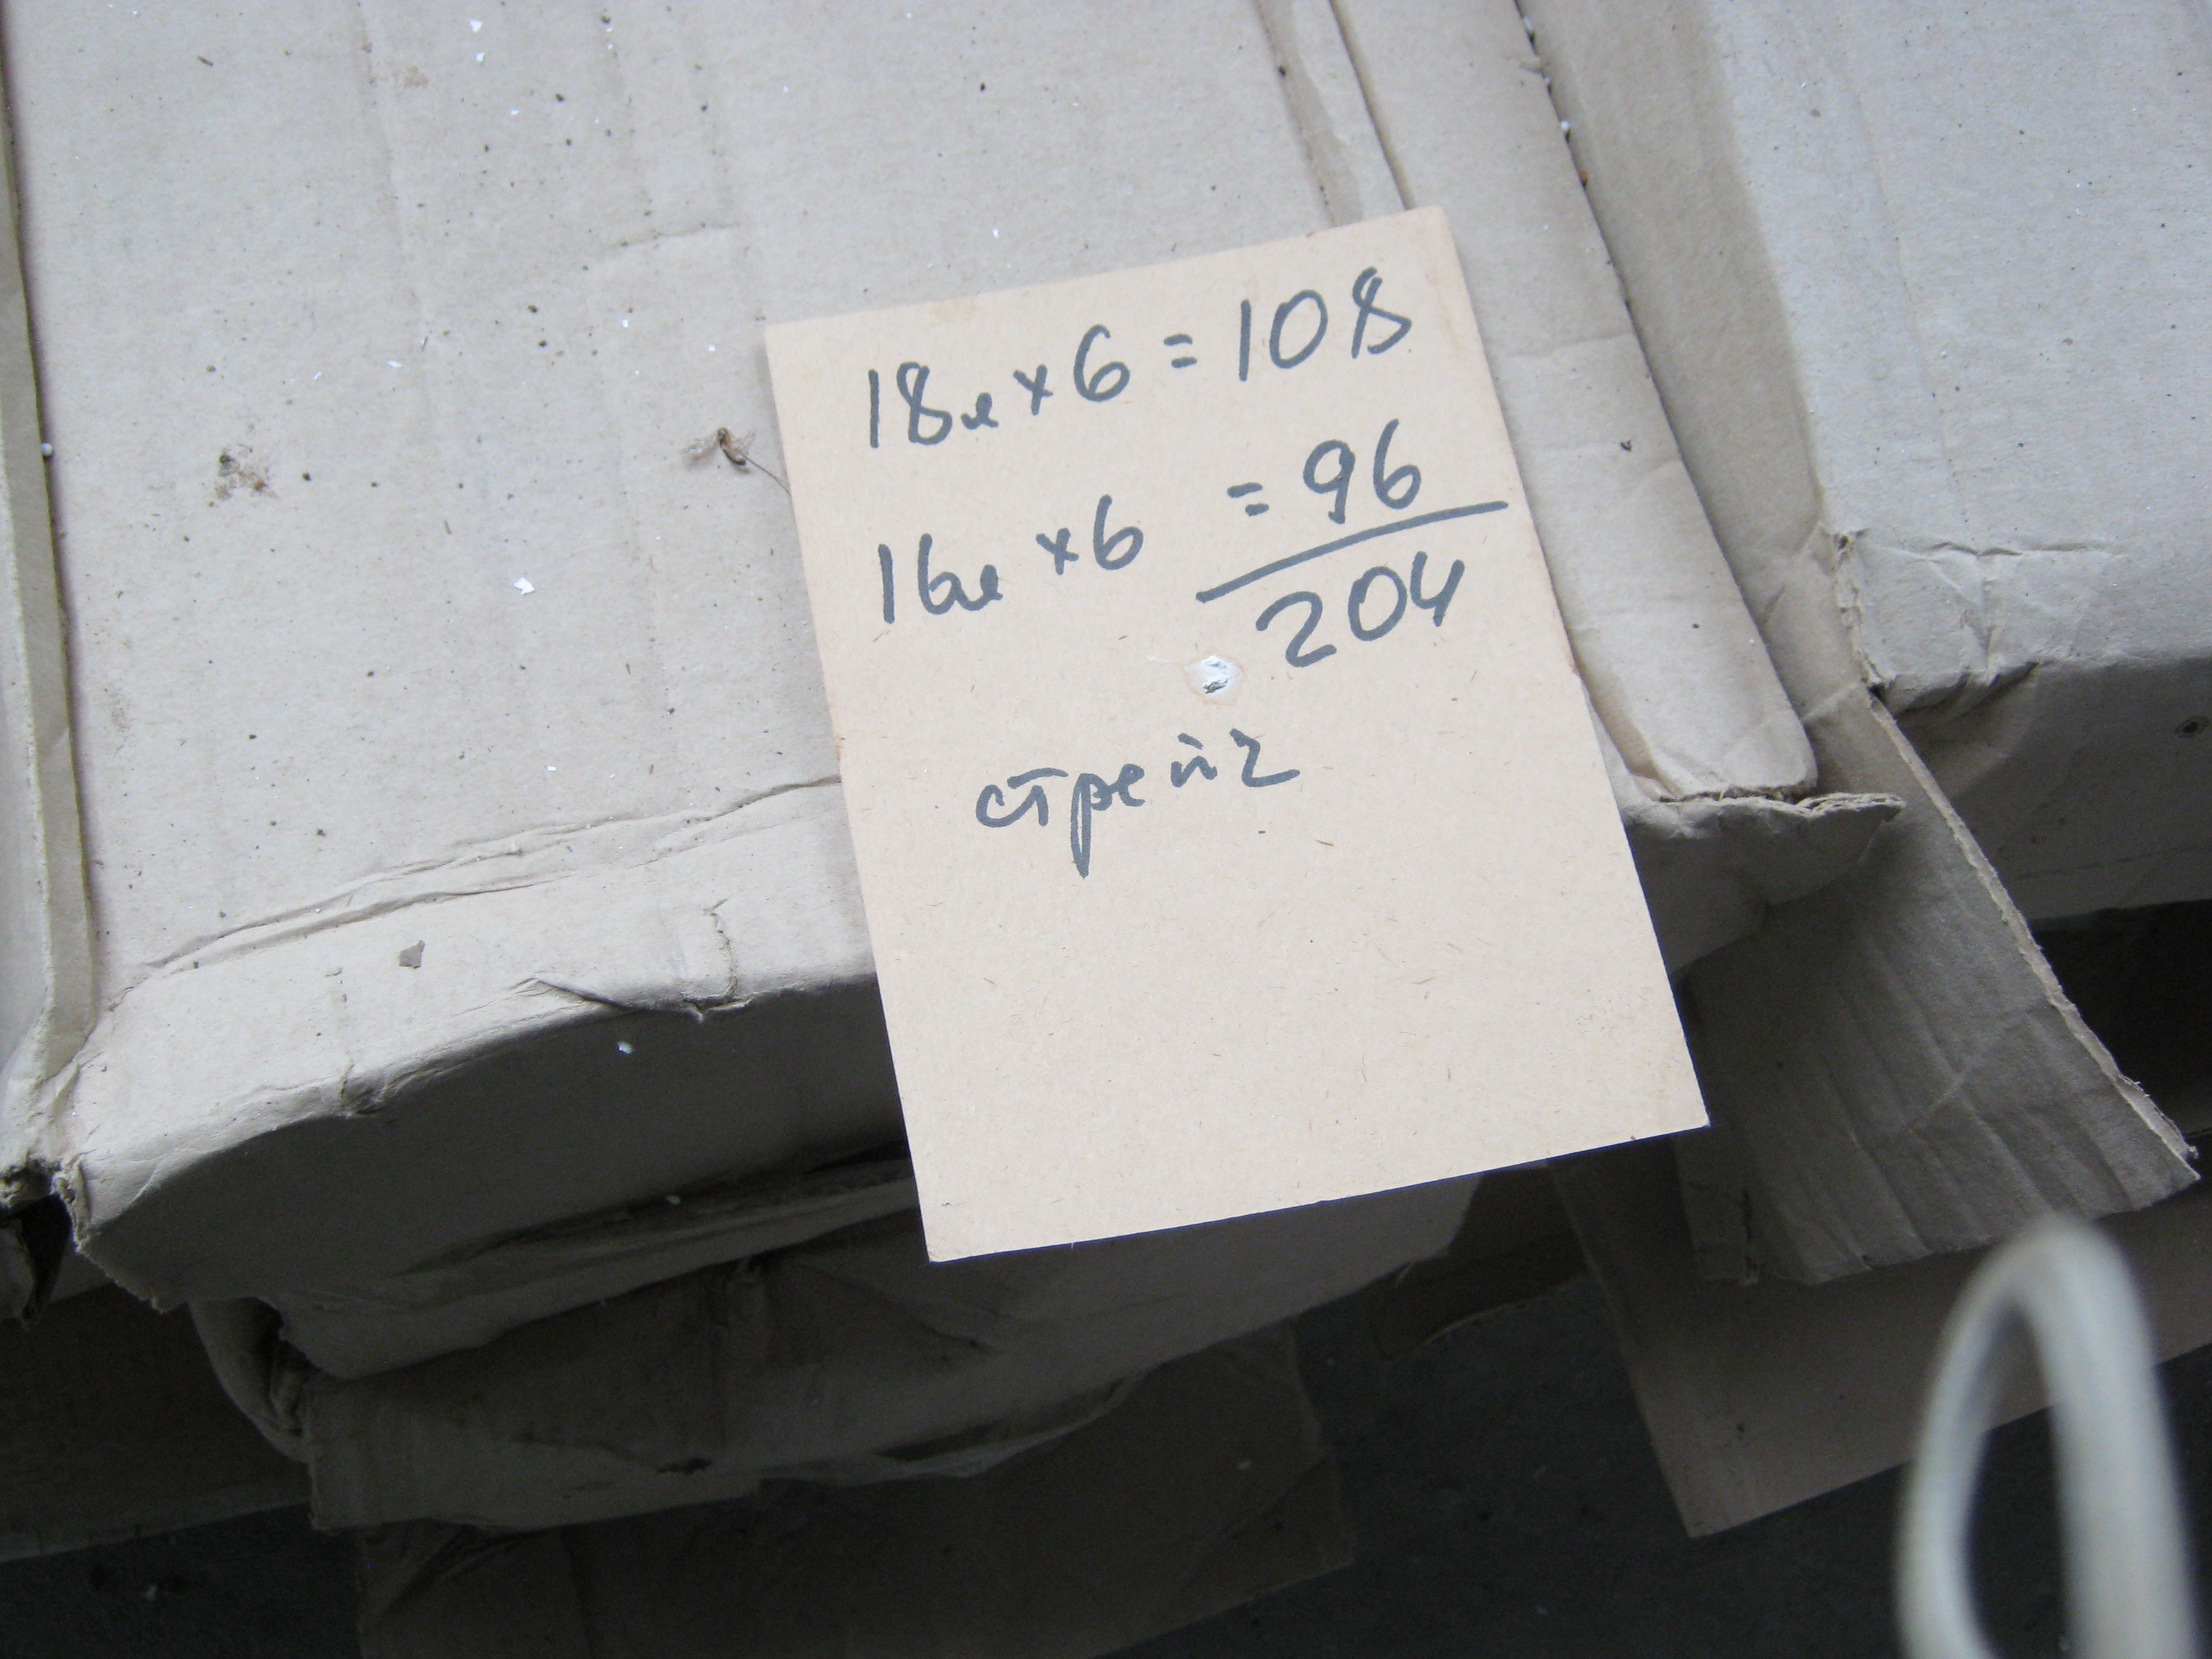 18л × 6 = 108
16л × 6 = 96
204
стрейч